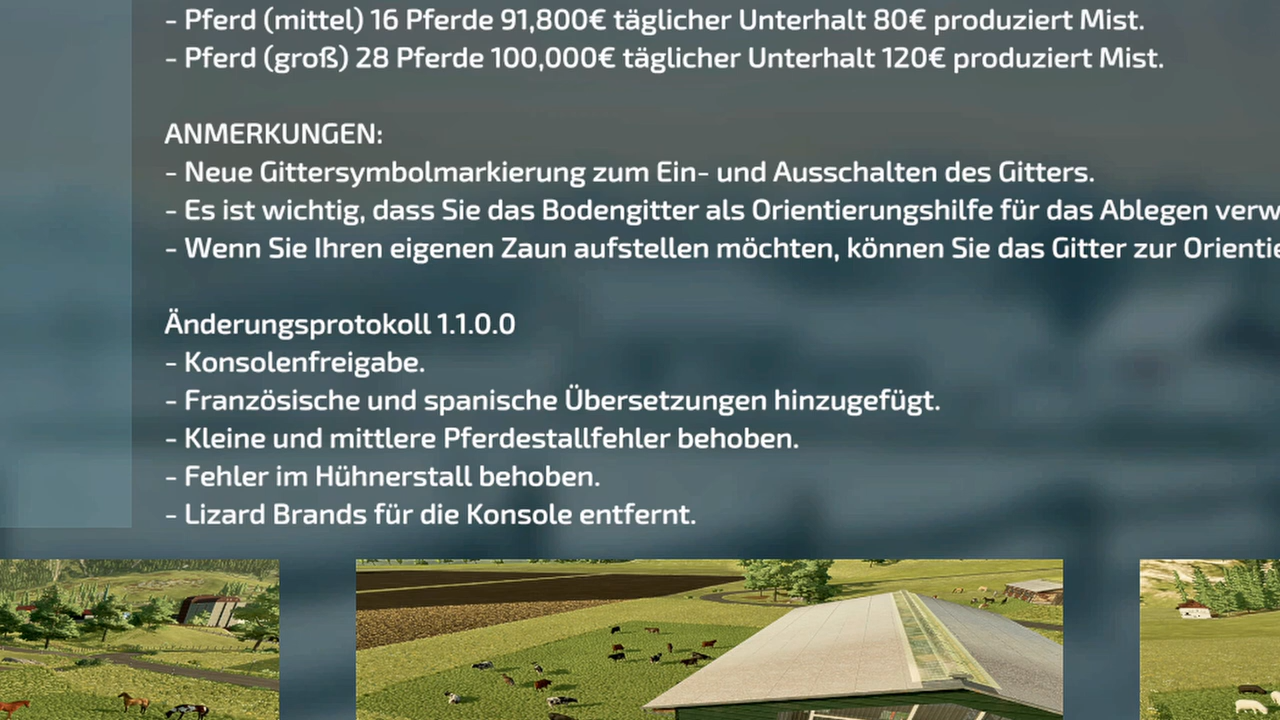 - Pferd (mittel) 16 Pferde 91,800€ täglicher Unterhalt 80€ produziert Mist.
- Pferd (groß) 28 Pferde 100,000€ täglicher Unterhalt 120€ produziert Mist.
ANMERKUNGEN:
- Neue Gittersymbolmarkierung zum Ein- und Ausschalten des Gitters.
- Es ist wichtig, dass Sie das Bodengitter als Orientierungshilfe für das Ablegen verw
- Wenn Sie Ihren eigenen Zaun aufstellen möchten, können Sie das Gitter zur Orientie
Änderungsprotokoll 1.1.0.0
- Konsolenfreigabe.
- Französische und spanische Übersetzungen hinzugefügt.
- Kleine und mittlere Pferdestallfehler behoben.
- Fehler im Hühnerstall behoben.
- Lizard Brands für die Konsole entfernt.